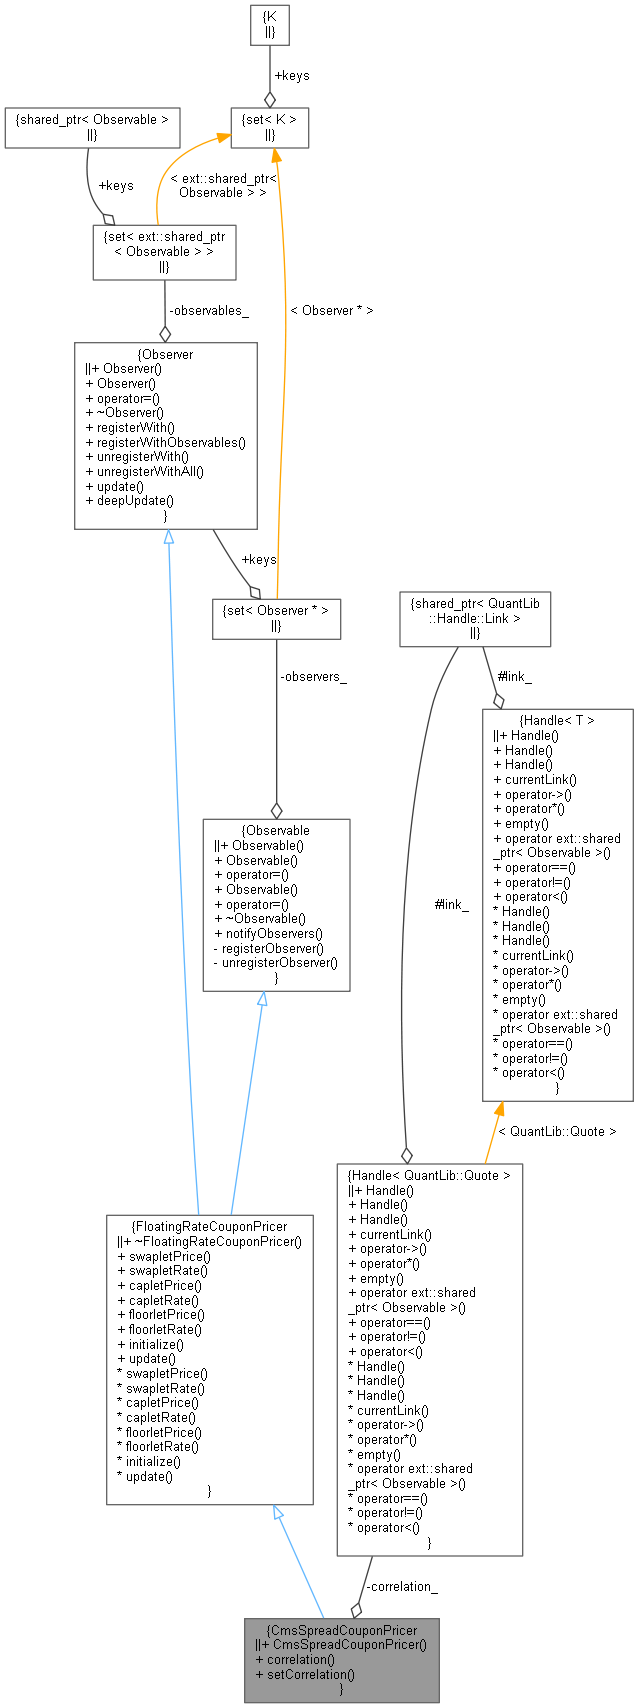 {K
||}
+keys
{shared_ptr< Observable >
||}
{set< K >
||}
+keys
< ext::shared_ptr<
Observable > >
{set< ext::shared_ptr
< Observable > >
||}
-observables_
< Observer * >
{Observer
||+ Observer()
+ Observer()
+ operator=()
+ ~Observer()
+ registerWith()
+ registerWithObservables()
+ unregisterWith()
+ unregisterWithAll()
+ update()
+ deepUpdate()
}
+keys
{set< Observer * >
||}
{shared_ptr< QuantLib
::Handle::Link >
||}
-observers_
#link_
{Handle< T >
||+ Handle()
+ Handle()
+ Handle()
+ currentLink()
+ operator->()
+ operator*()
+ empty()
+ operator ext::shared
_ptr< Observable >()
+ operator==()
+ operator!=()
+ operator<()
* Handle()
* Handle()
* Handle()
* currentLink()
* operator->()
* operator*()
* empty()
* operator ext::shared
_ptr< Observable >()
* operator==()
* operator!=()
* operator<()
}
{Observable
||+ Observable()
+ Observable()
+ operator=()
+ Observable()
+ operator=()
+ ~Observable()
+ notifyObservers()
- registerObserver()
- unregisterObserver()
}
#link_
< QuantLib::Quote >
{Handle< QuantLib::Quote >
||+ Handle()
+ Handle()
+ Handle()
+ currentLink()
+ operator->()
+ operator*()
+ empty()
+ operator ext::shared
_ptr< Observable >()
+ operator==()
+ operator!=()
+ operator<()
* Handle()
* Handle()
* Handle()
* currentLink()
* operator->()
* operator*()
* empty()
* operator ext::shared
_ptr< Observable >()
* operator==()
* operator!=()
* operator<()
}
{FloatingRateCouponPricer
||+ ~FloatingRateCouponPricer()
+ swapletPrice()
+ swapletRate()
+ capletPrice()
+ capletRate()
+ floorletPrice()
+ floorletRate()
+ initialize()
+ update()
* swapletPrice()
* swapletRate()
* capletPrice()
* capletRate()
* floorletPrice()
* floorletRate()
* initialize()
* update()
}
-correlation_
{CmsSpreadCouponPricer
||+ CmsSpreadCouponPricer()
+ correlation()
+ setCorrelation()
}